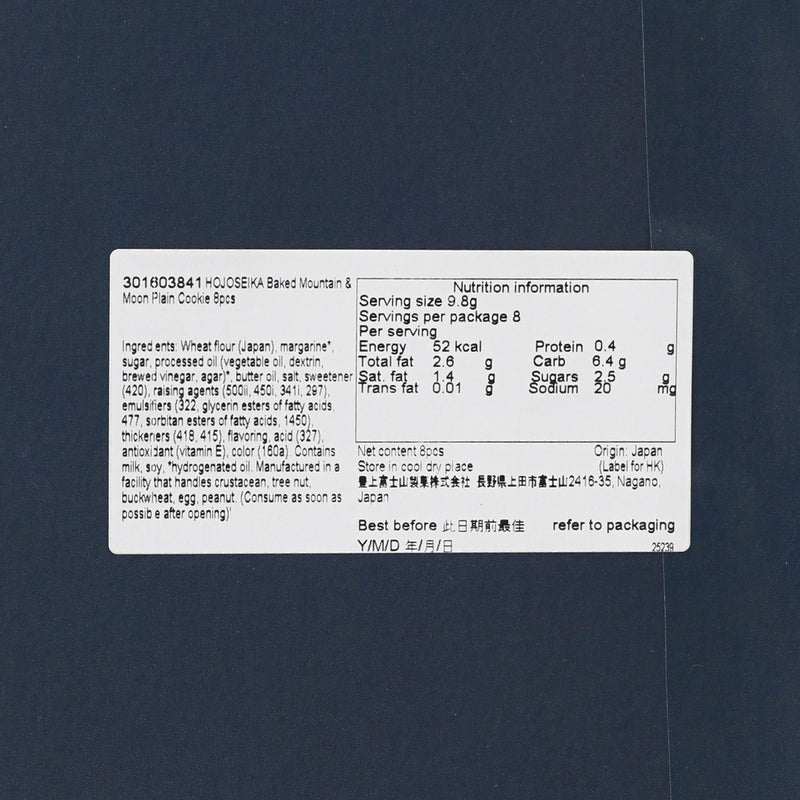 301603841 HOJOSEIKA Baked Mountain &
Moon Plain Cookie 8pcs
Ingredients: Wheat flour (Japan), margarine*,
sugar, processed oil (vegetable oil, dextrin,
brewed vinegar, agar)*, butter oil, salt, sweetener
(420), raising agents (500ii, 450i, 341i, 297),
emulsifiers (322, glycerin esters of fatty acids
477, sorbitan esters of fatty acids, 1450),
thickeners (418, 415), flavoring, acid (327),
antioxidant (vitamin E), color (160a). Contains
milk, soy, *hydrogenated oil. Manufactured in a
facility that handles crustacean, tree nut,
buckwheat, egg, peanut. (Consume as soon as
possible after opening)'
Nutrition information
Serving size 9.8g
Servings per package 8
Per serving
Energy 52 kcal Protein 0.4 g
Total fat 2.6 g Carb 6.4 g
Sat. fat 1.4 g Sugars 2.5 g
Trans fat 0.01 g Sodium 20 mg
Net content 8pcs Origin: Japan
Store in cool dry place (Label for HK)
豊上富士山製菓株式会社 長野県上田市富士山2416-35, Nagano,
Japan
Best before 此日期前最佳 refer to packaging
Y/M/D 年/月/日 25239